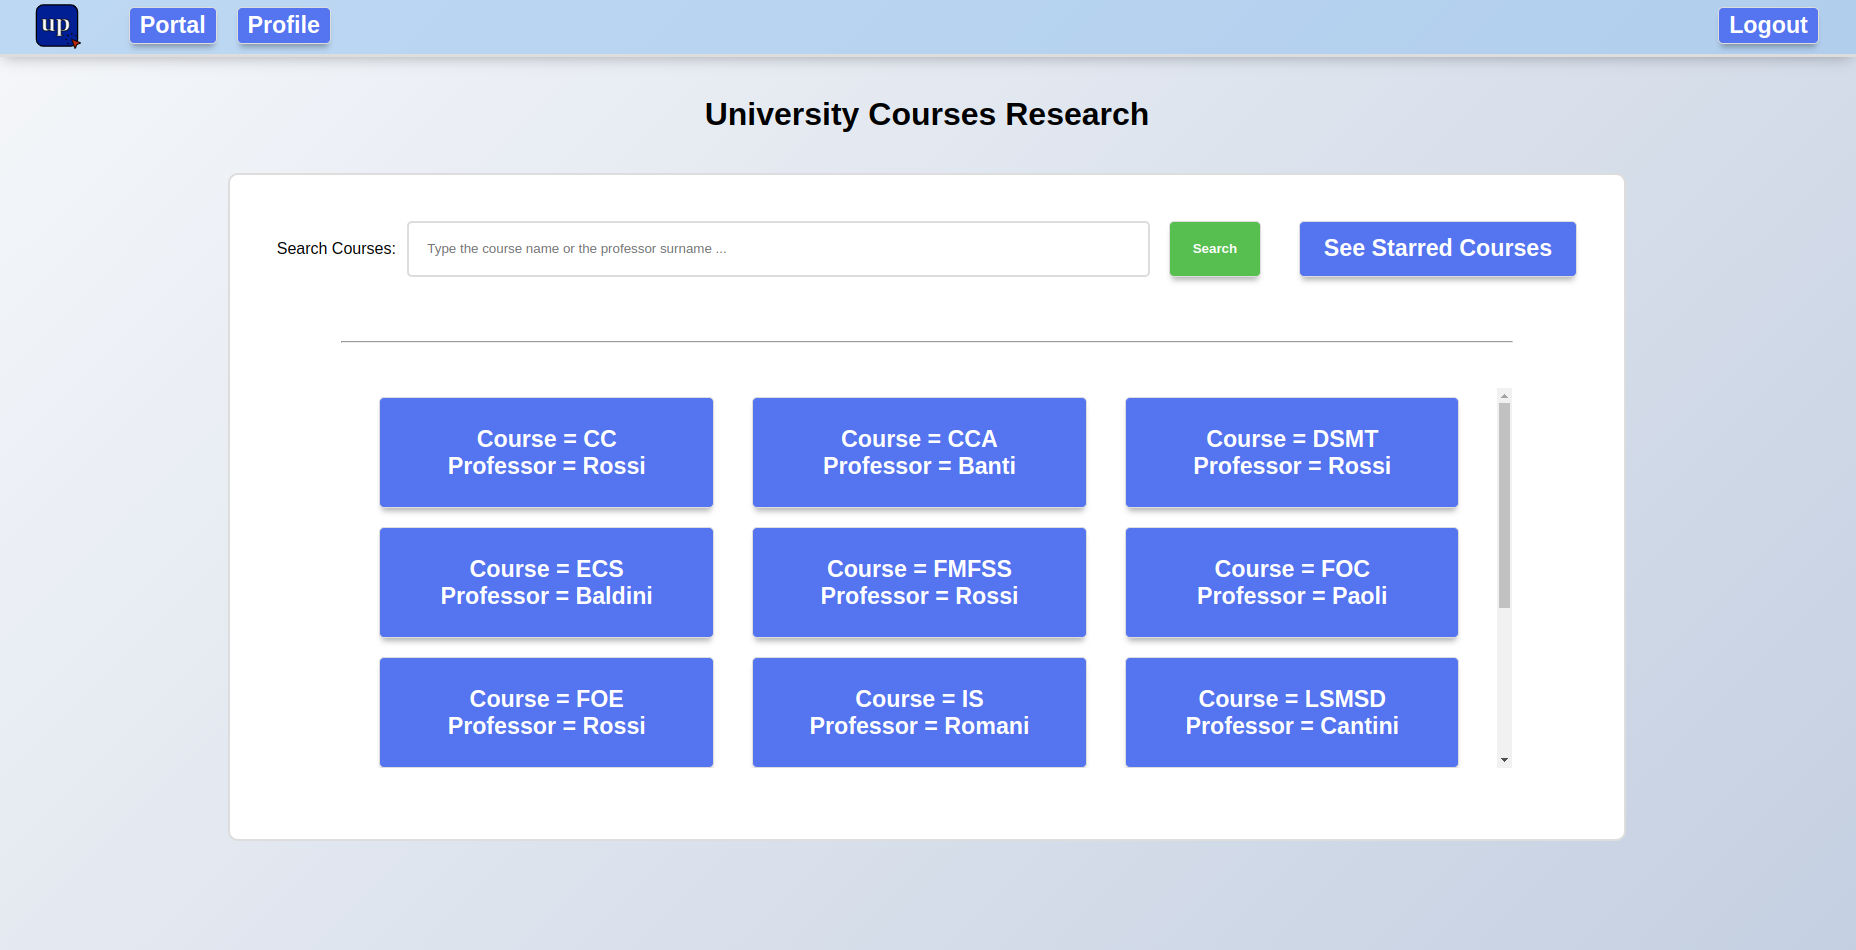 up
Portal
Profile
Logout
University Courses Research
Search Courses:
Type the course name or the professor surname ...
Search
See Starred Courses
Course = CC
Professor = Rossi
Course = CCA
Professor = Banti
Course = DSMT
Professor = Rossi
Course = ECS
Professor = Baldini
Course = FMFSS
Professor = Rossi
Course = FOC
Professor = Paoli
Course = FOE
Professor = Rossi
Course = IS
Professor = Romani
Course = LSMSD
Professor = Cantini